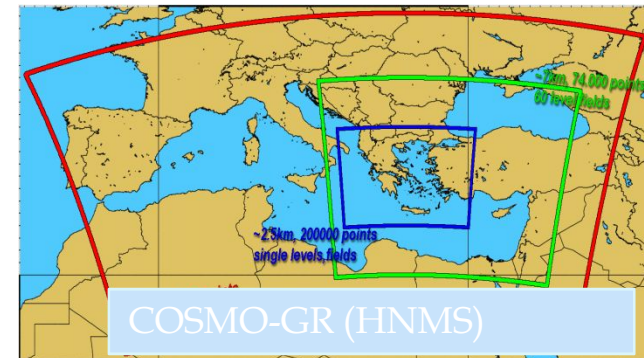 ~7km, 74.000 points
60 level,fields
~2.5km, 200000 points
single levels,fields
COSMO-GR (HNMS)